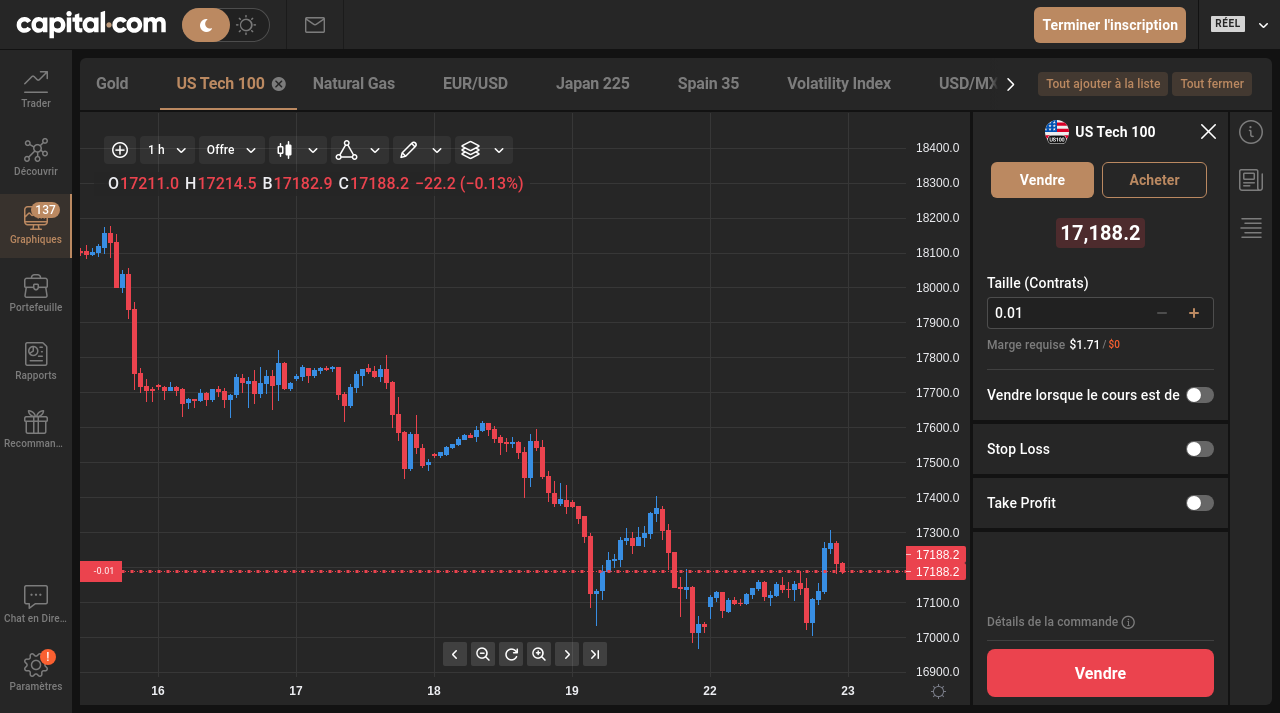 capital.com
Terminer l'inscription
RÉEL
Gold
US Tech 100
Natural Gas
EUR/USD
Japan 225
Spain 35
Volatility Index
USD/MX
Tout ajouter à la liste
Tout fermer
Trader
Découvrir
137
Graphiques
Portefeuille
Rapports
Recomman...
Chat en Dire...
!
Paramètres
1 h
Offre
O17211.0 H17214.5 B17182.9 C17188.2 −22.2 (−0.13%)
18400.0
18300.0
18200.0
18100.0
18000.0
17900.0
17800.0
17700.0
17600.0
17500.0
17400.0
17300.0
17188.2
-0.01
17188.2
17100.0
17000.0
16900.0
16
17
18
19
22
23
US100
US Tech 100
Vendre
Acheter
17,188.2
Taille (Contrats)
0.01
Marge requise $1.71 / $0
Vendre lorsque le cours est de
Stop Loss
Take Profit
Détails de la commande
Vendre